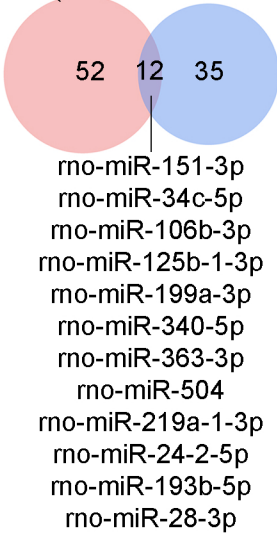 52 12 35
rno-miR-151-3p
rno-miR-34c-5p
rno-miR-106b-3p
rno-miR-125b-1-3p
rno-miR-199a-3p
rno-miR-340-5p
rno-miR-363-3p
rno-miR-504
rno-miR-219a-1-3p
rno-miR-24-2-5p
rno-miR-193b-5p
rno-miR-28-3p